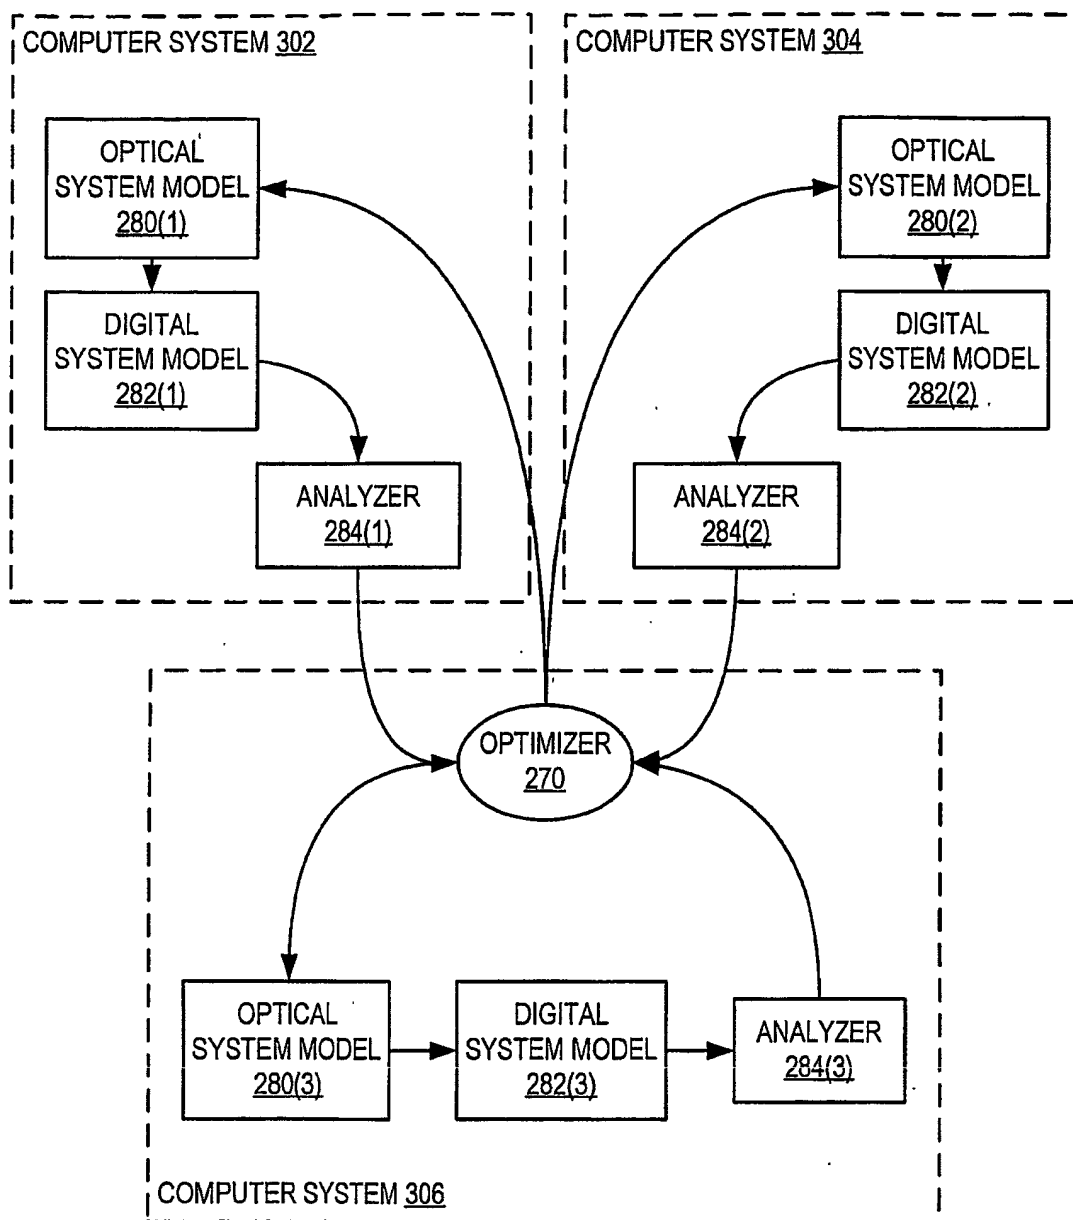 COMPUTER SYSTEM 302
OPTICAL
SYSTEM MODEL
280(1)
DIGITAL
SYSTEM MODEL
282(1)
ANALYZER
284(1)
COMPUTER SYSTEM 304
OPTICAL
SYSTEM MODEL
280(2)
DIGITAL
SYSTEM MODEL
282(2)
ANALYZER
284(2)
OPTIMIZER
270
OPTICAL
SYSTEM MODEL
280(3)
DIGITAL
SYSTEM MODEL
282(3)
ANALYZER
284(3)
COMPUTER SYSTEM 306